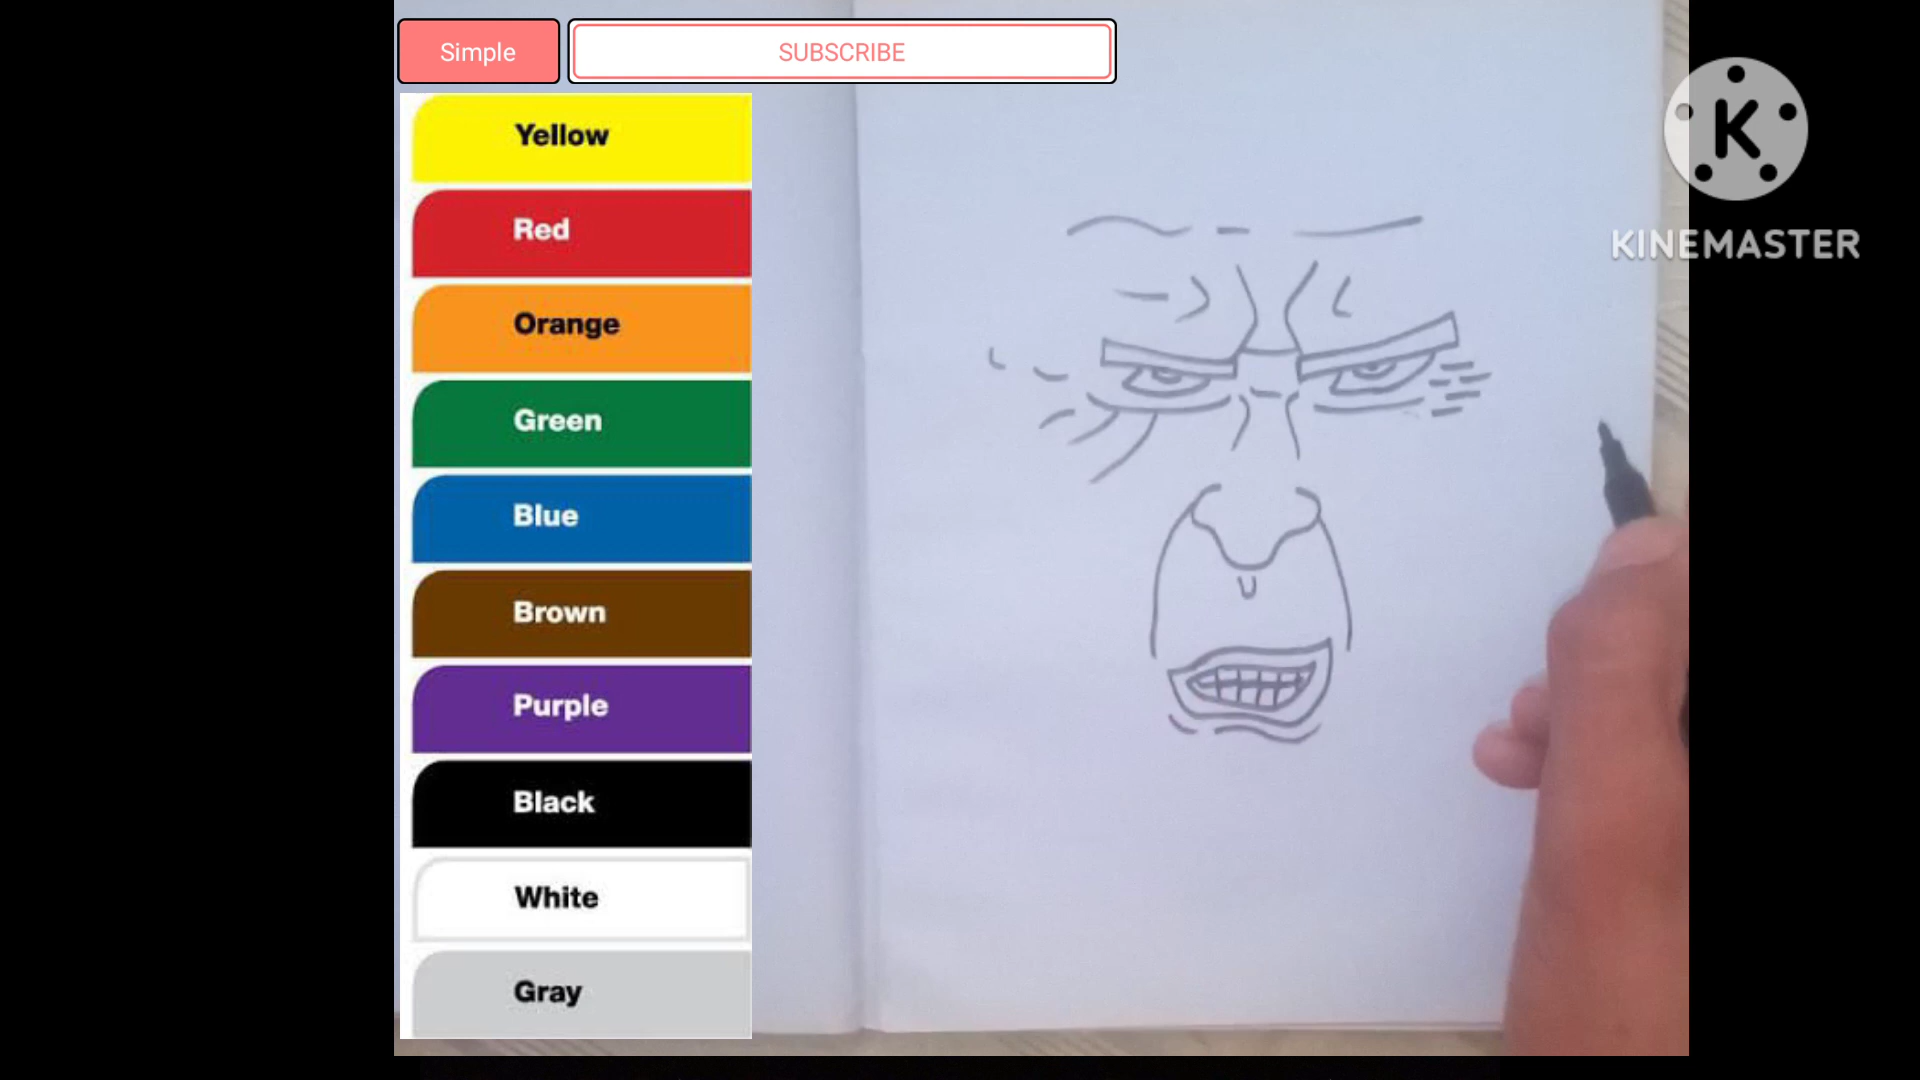 Simple
SUBSCRIBE
Yellow
Red
Orange
Green
Blue
Brown
Purple
Black
White
Gray
K
KINEMASTER